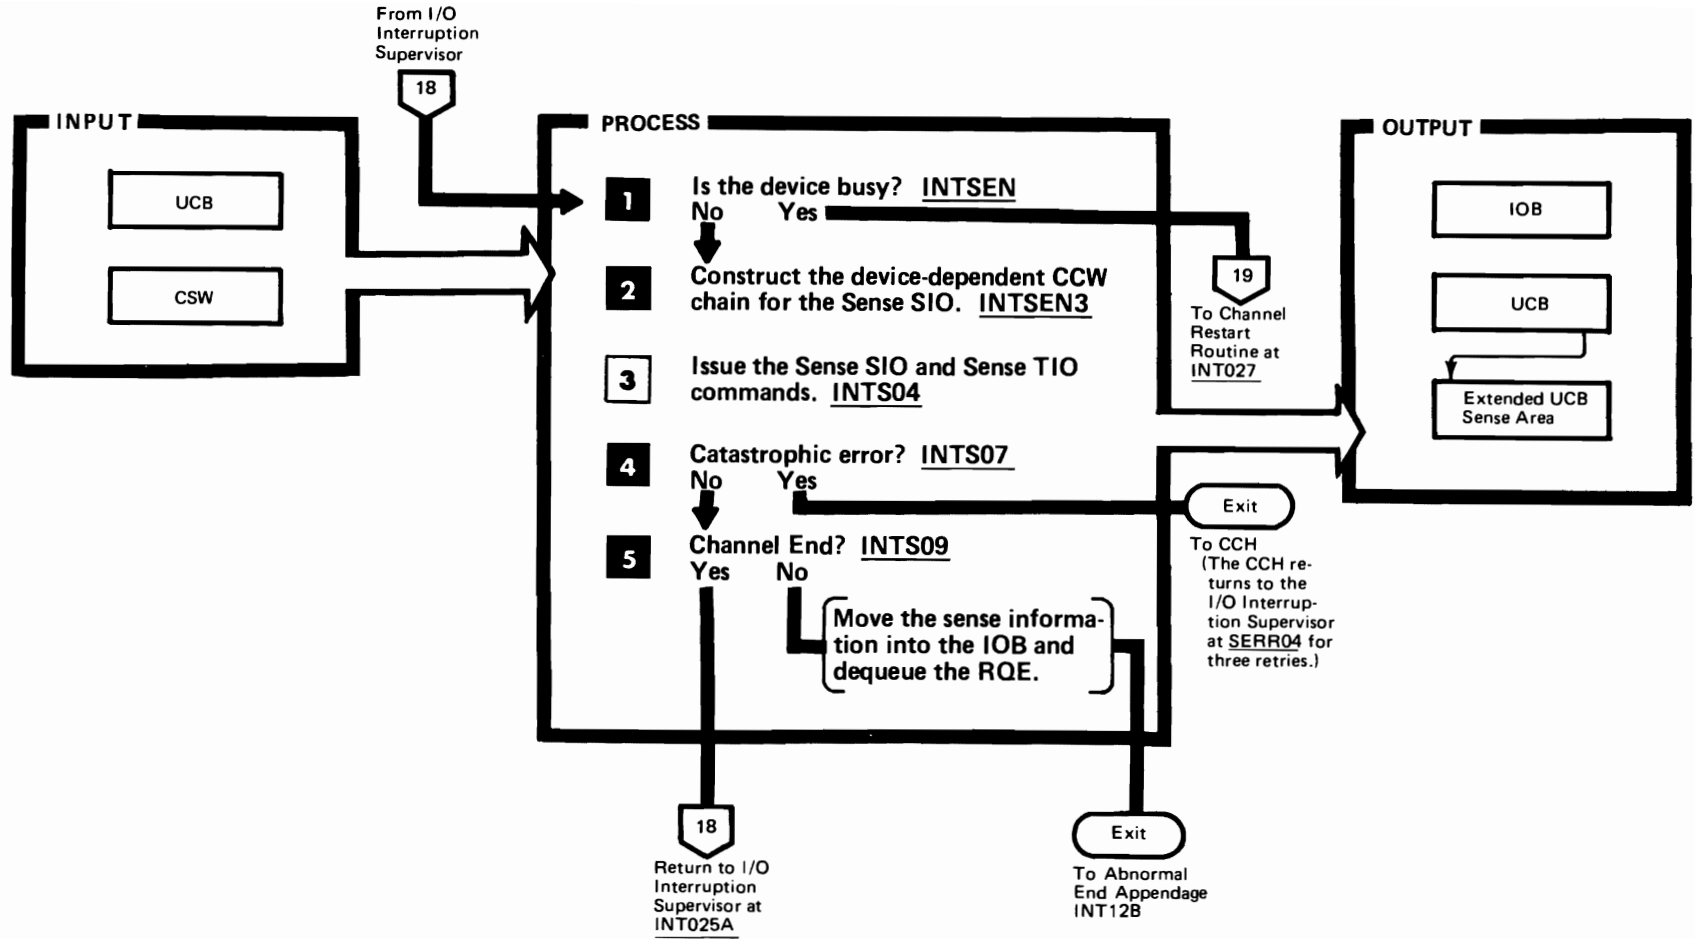 From I/O
Interruption
Supervisor
18
INPUT
UCB
CSW
PROCESS
1
Is the device busy? INTSEN
No Yes
2
Construct the device-dependent CCW
chain for the Sense SIO. INTSEN3
3
Issue the Sense SIO and Sense TIO
commands. INTS04
4
Catastrophic error? INTS07
No Yes
5
Channel End? INTS09
Yes No
Move the sense informa-
tion into the IOB and
dequeue the RQE.
19
To Channel
Restart
Routine at
INT027
OUTPUT
IOB
UCB
Extended UCB
Sense Area
Exit
To CCH
(The CCH re-
turns to the
I/O Interrup-
tion Supervisor
at SERR04 for
three retries.)
18
Return to I/O
Interruption
Supervisor at
INT025A
Exit
To Abnormal
End Appendage
INT12B